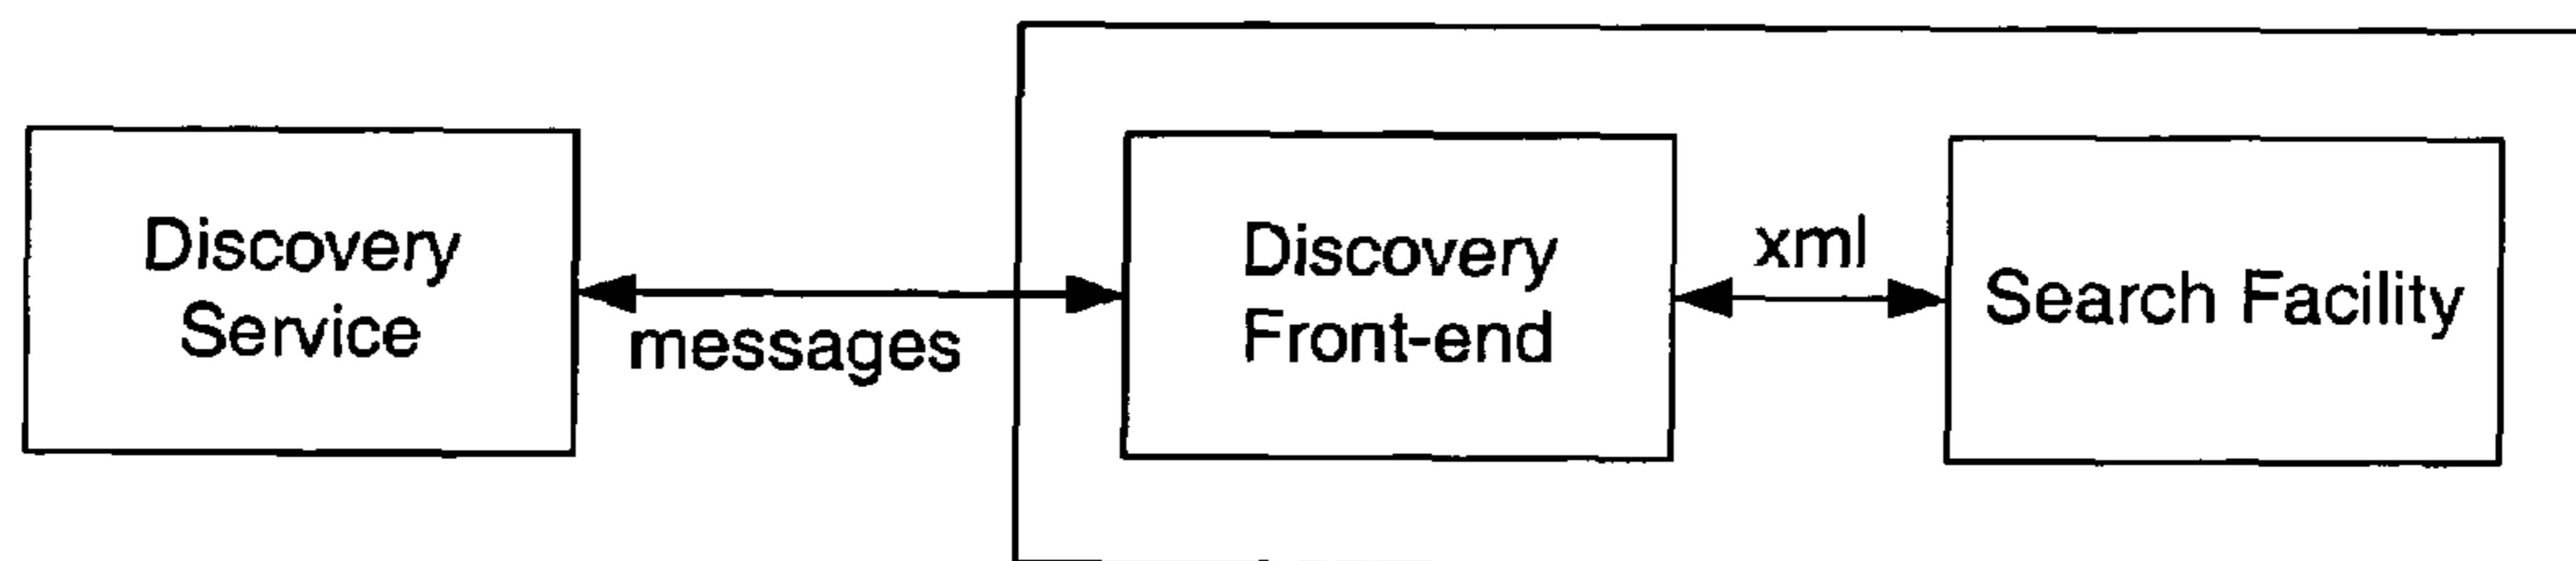 Discovery
Service
messages
Discovery
Front-end
xml
Search Facility